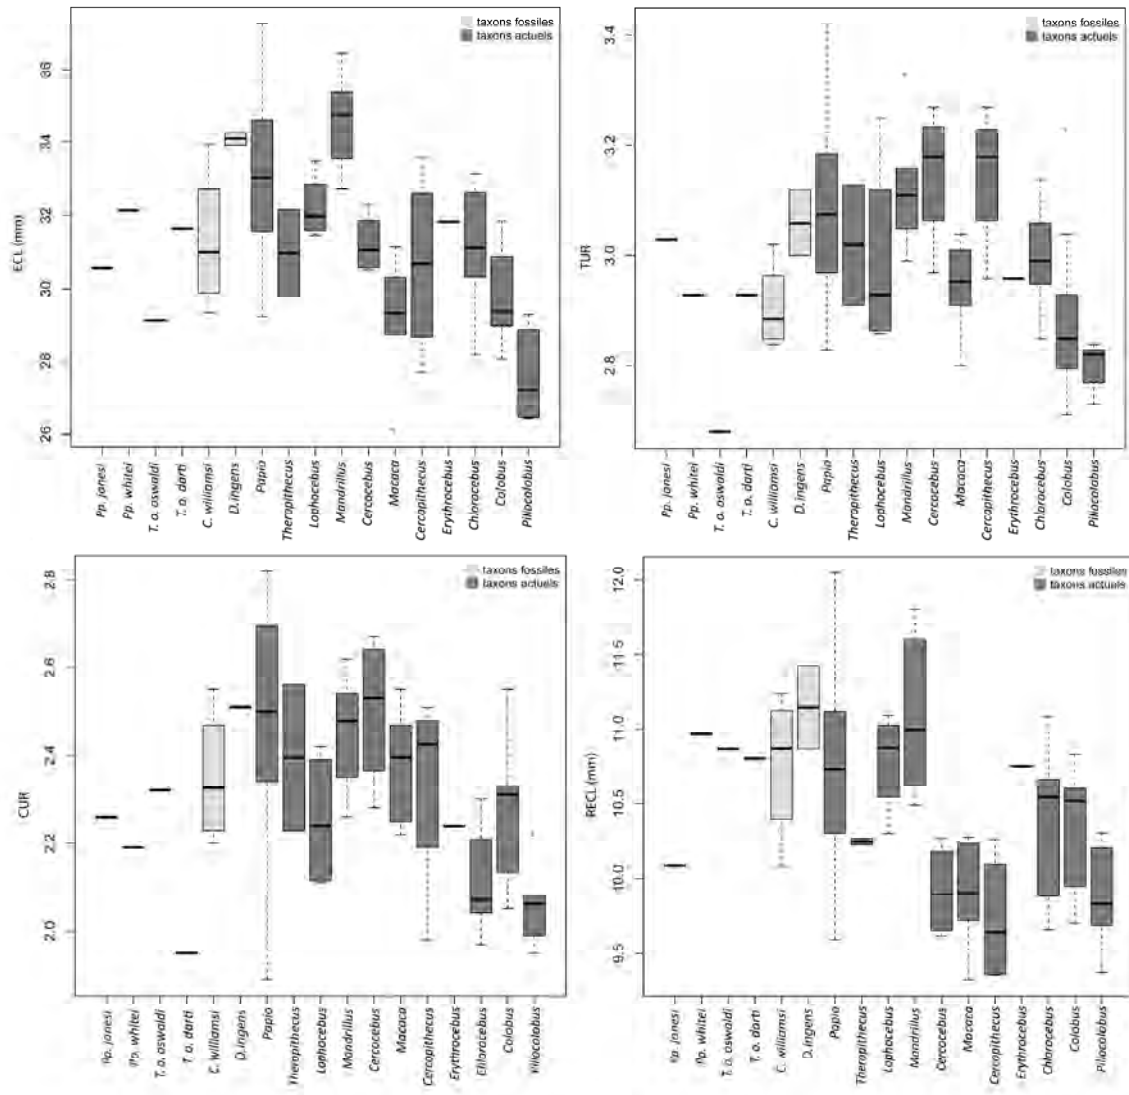 taxons fossiles
taxons actuels
ECL (mm)
36
34
32
30
28
26
Pp. jonesi
Pp. whitei
T. o. oswaldi
T. o. darti
C. williamsi
D.ingens
Papio
Theropithecus
Lophocebus
Mandrillus
Cercocebus
Macaca
Cercopithecus
Erythrocebus
Chlorocebus
Colobus
Piliocolobus
taxons fossiles
taxons actuels
TUR
3.4
3.2
3.0
2.8
Pp. jonesi
Pp. whitei
T. o. oswaldi
T. o. darti
C. williamsi
D.ingens
Papio
Theropithecus
Lophocebus
Mandrillus
Cercocebus
Macaca
Cercopithecus
Erythrocebus
Chlorocebus
Colobus
Piliocolobus
taxons fossiles
taxons actuels
CUR
2.8
2.6
2.4
2.2
2.0
Pp. jonesi
Pp. whitei
T. o. oswaldi
T. o. darti
C. williamsi
D.ingens
Papio
Theropithecus
Lophocebus
Mandrillus
Cercocebus
Macaca
Cercopithecus
Erythrocebus
Colobus
Piliocolobus
taxons fossiles
taxons actuels
RECL (mm)
12.0
11.5
11.0
10.5
10.0
9.5
Pp. jonesi
Pp. whitei
T. o. oswaldi
T. o. darti
C. williamsi
D.ingens
Papio
Theropithecus
Lophocebus
Mandrillus
Cercocebus
Macaca
Cercopithecus
Erythrocebus
Chlorocebus
Colobus
Piliocolobus